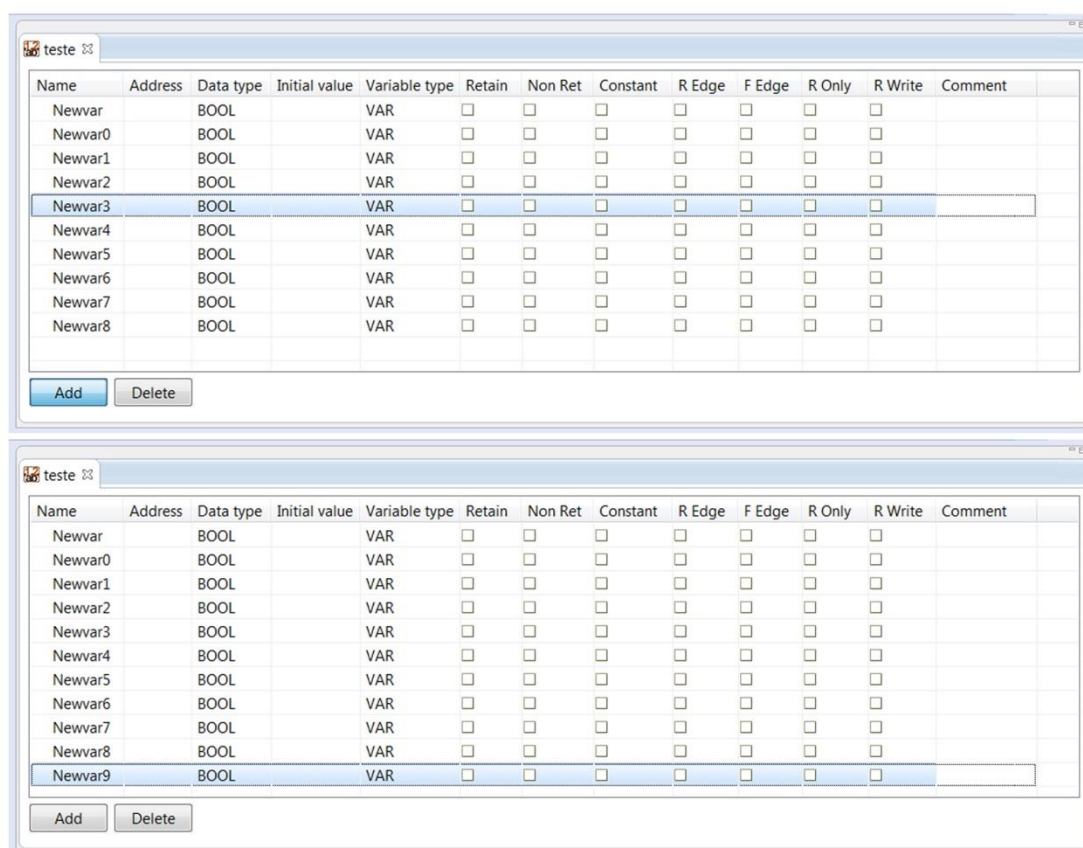 teste
Name Address Data type Initial value Variable type Retain Non Ret Constant R Edge F Edge R Only R Write Comment
Newvar BOOL VAR
Newvar0 BOOL VAR
Newvar1 BOOL VAR
Newvar2 BOOL VAR
Newvar3 BOOL VAR
Newvar4 BOOL VAR
Newvar5 BOOL VAR
Newvar6 BOOL VAR
Newvar7 BOOL VAR
Newvar8 BOOL VAR
Add Delete
teste
Name Address Data type Initial value Variable type Retain Non Ret Constant R Edge F Edge R Only R Write Comment
Newvar BOOL VAR
Newvar0 BOOL VAR
Newvar1 BOOL VAR
Newvar2 BOOL VAR
Newvar3 BOOL VAR
Newvar4 BOOL VAR
Newvar5 BOOL VAR
Newvar6 BOOL VAR
Newvar7 BOOL VAR
Newvar8 BOOL VAR
Newvar9 BOOL VAR
Add Delete